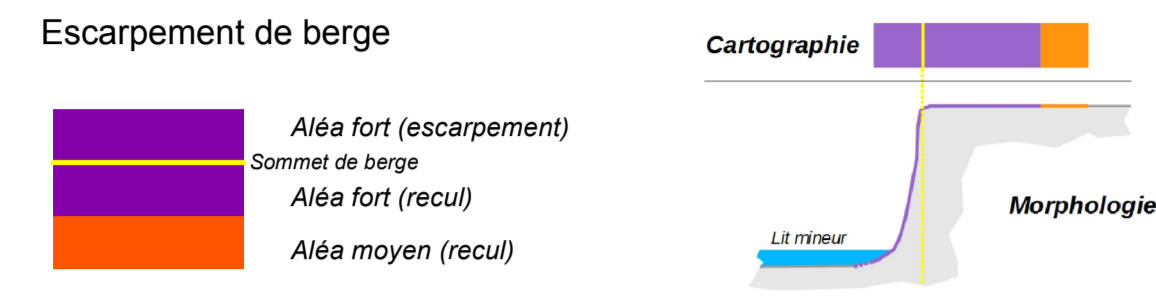 Escarpement de berge
Aléa fort (escarpement)
Sommet de berge
Aléa fort (recul)
Aléa moyen (recul)
Cartographie
Lit mineur
Morphologie